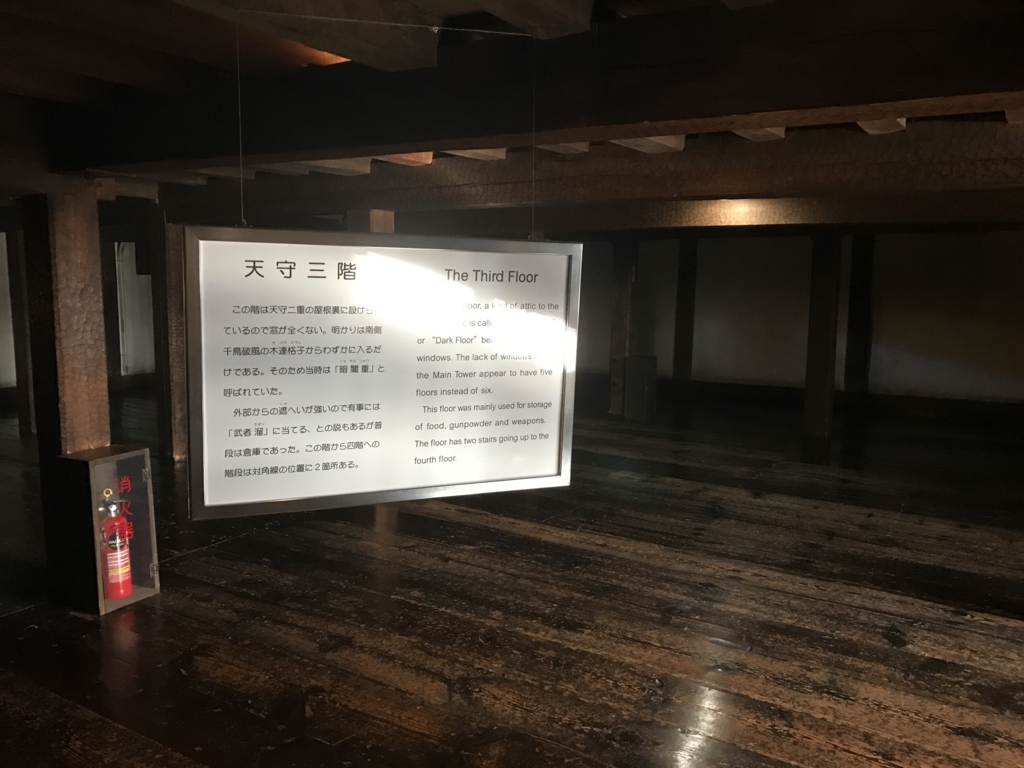 天守三階
この階は天守二重の屋根裏に設けら
ているので窓が全くない。明かりは南側
千鳥破風の木連格子からわずかに入るだ
けである。そのため当時は「暗闇重」と
呼ばれていた。
外部からの遮へいが強いので有事には
「武者溜」に当てる、との説もあるが普
段は倉庫であった。この階から四階への
階段は対角線の位置に2箇所ある。
The Third Floor
floor, a kind of attic to the
is
or "Dark Floor"
windows. The lack of windows
the Main Tower appear to have five
floors instead of six.
This floor was mainly used for storage
of food, gunpowder and weapons.
The floor has two stairs going up to the
fourth floor.
消火器